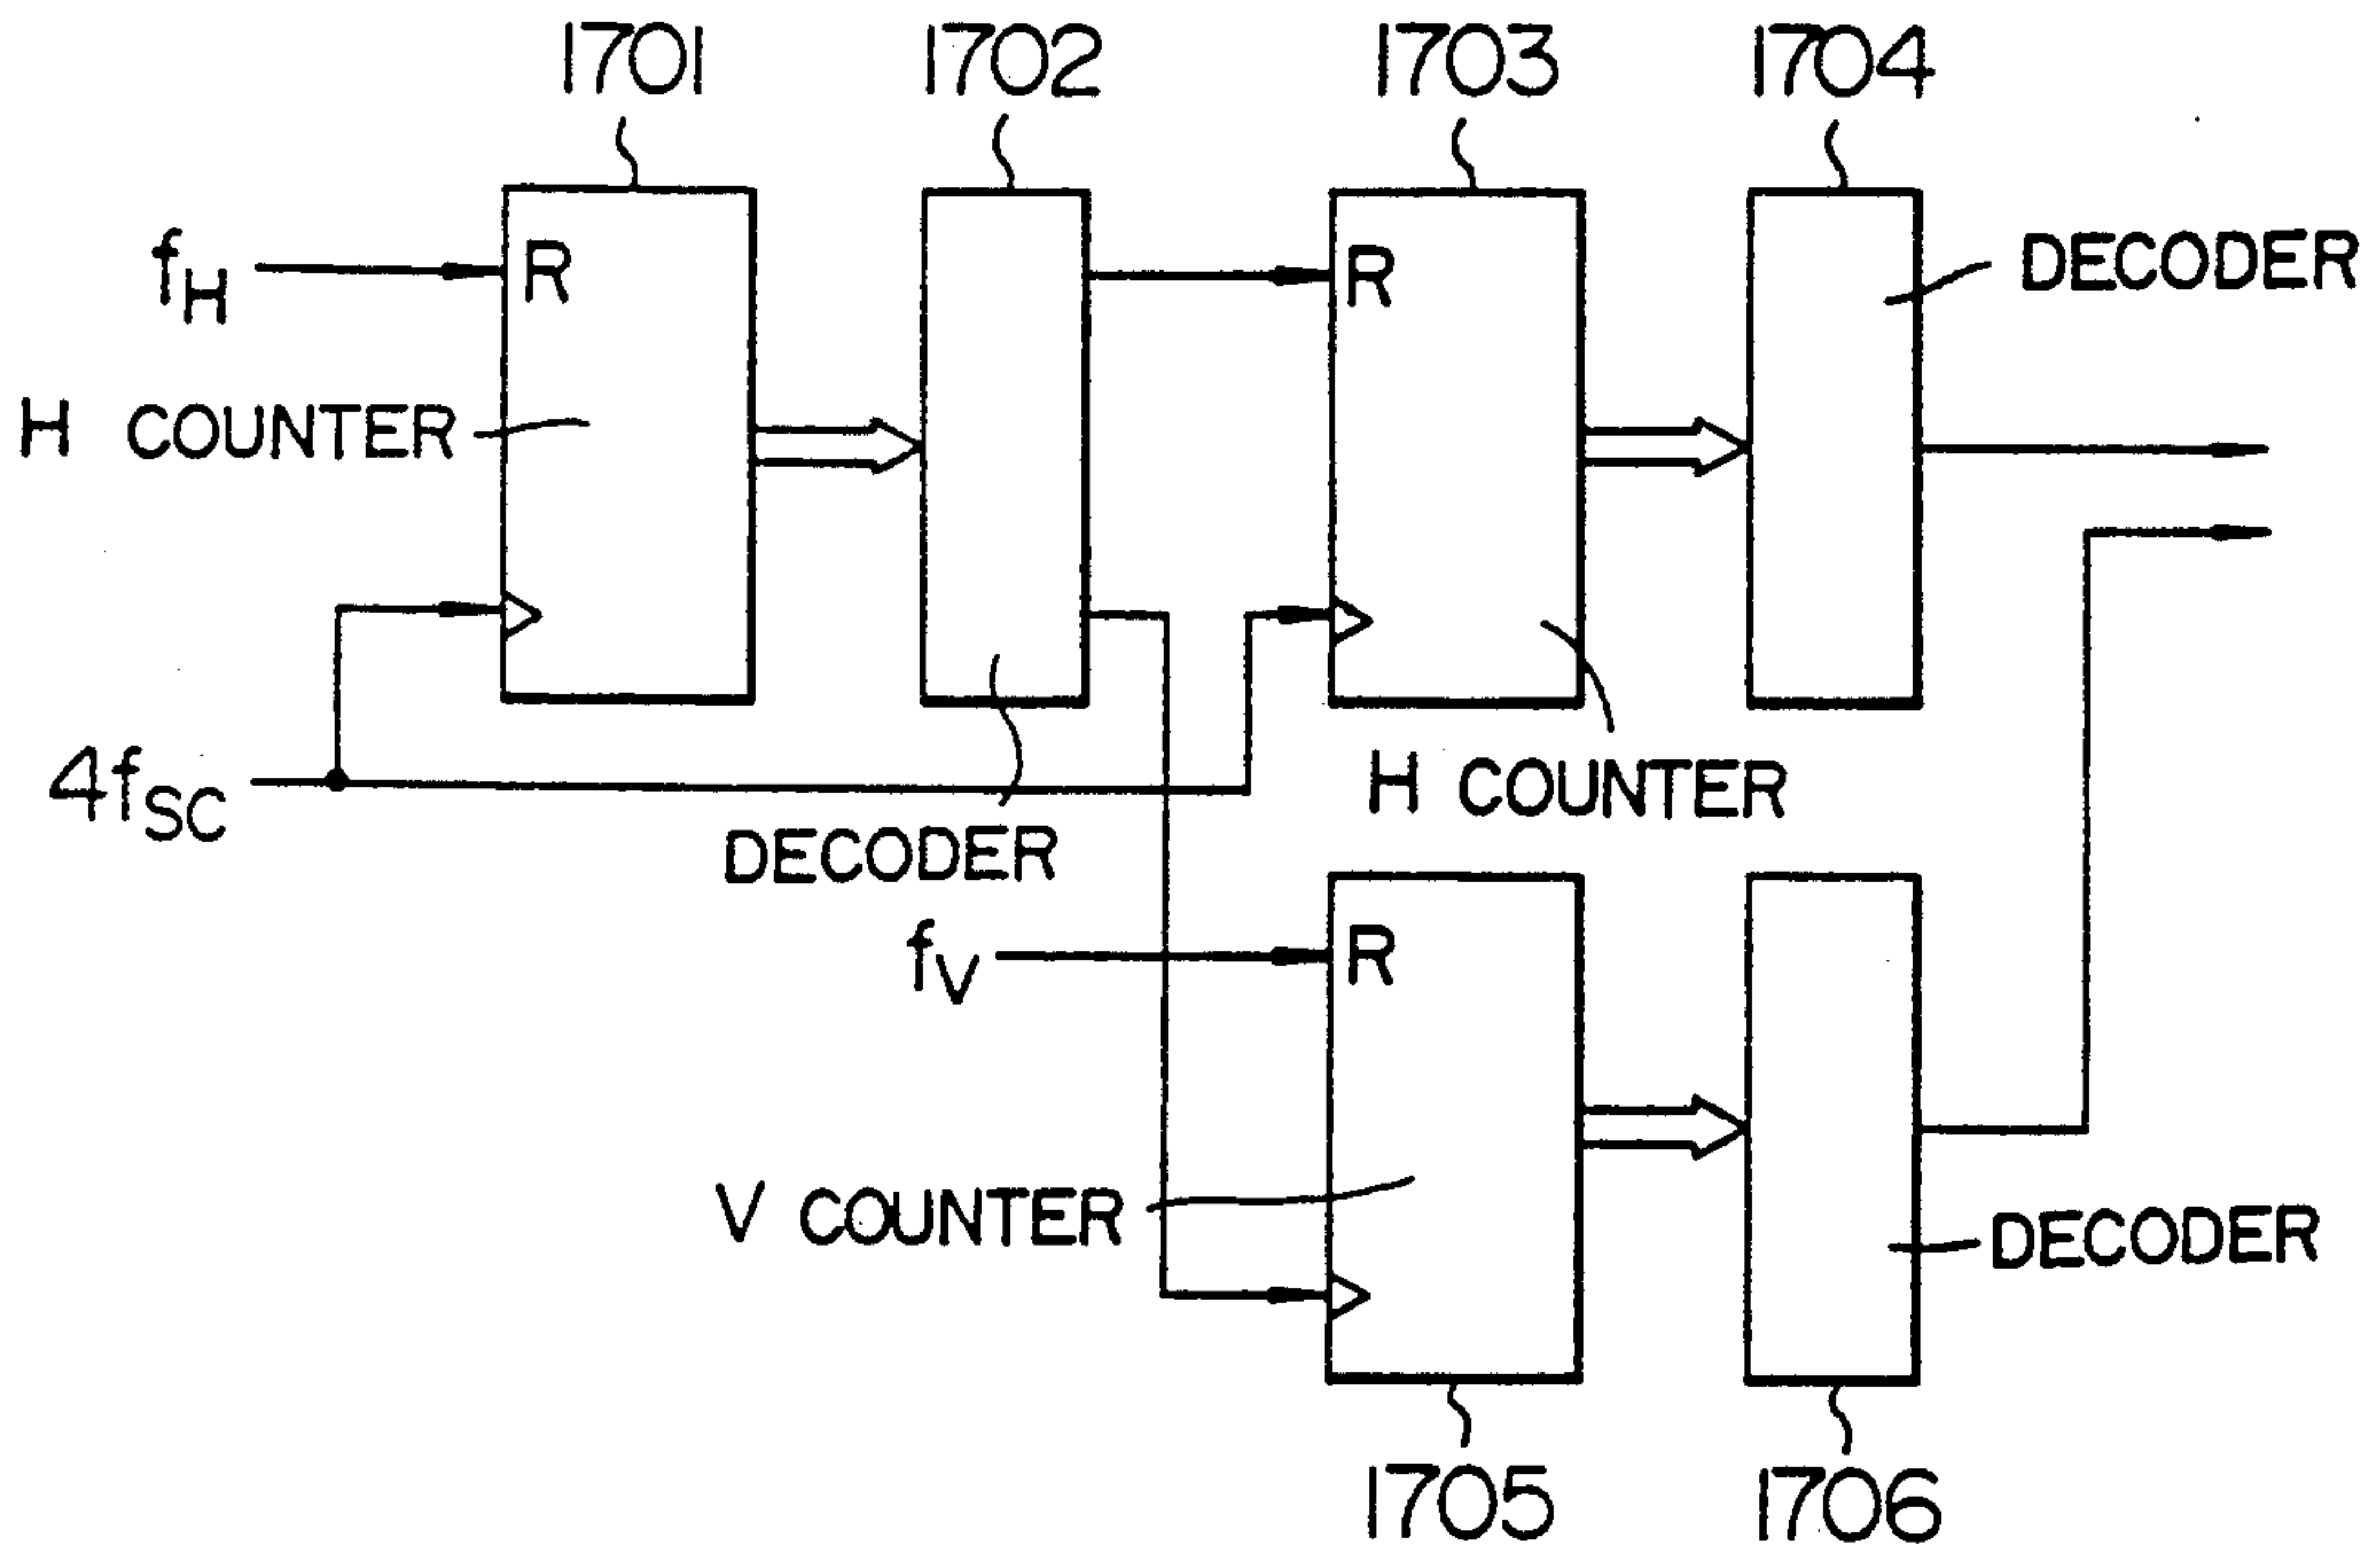 1701
1702
1703
1704
fH
R
R
DECODER
H COUNTER
4fSC
H COUNTER
DECODER
fV
R
V COUNTER
DECODER
1705
1706